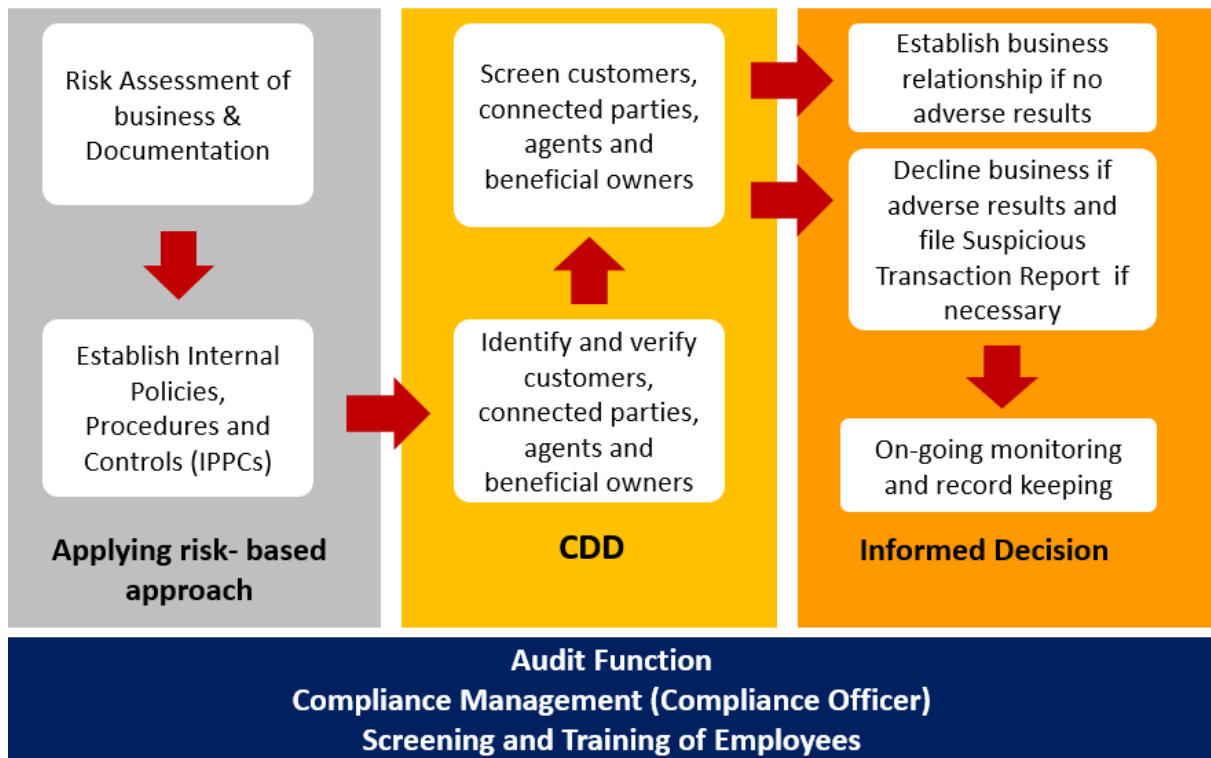 Risk Assessment of
business &
Documentation
Establish Internal
Policies,
Procedures and
Controls (IPPCs)
Applying risk- based
approach
Screen customers,
connected parties,
agents and
beneficial owners
Identify and verify
customers,
connected parties,
agents and
beneficial owners
CDD
Establish business
relationship if no
adverse results
Decline business if
adverse results and
file Suspicious
Transaction Report  if
necessary
On-going monitoring
and record keeping
Informed Decision
Audit Function
Compliance Management (Compliance Officer)
Screening and Training of Employees